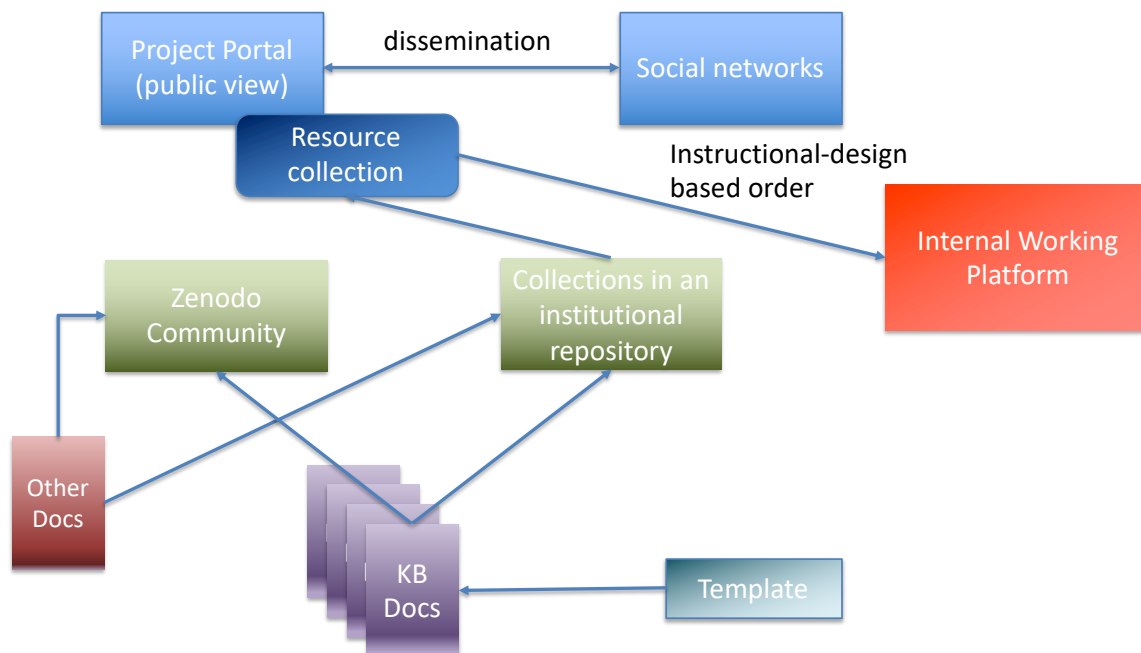 Project Portal
(public view)
dissemination
Social networks
Resource
collection
Instructional-design
based order
Internal Working
Platform
Zenodo
Community
Collections in an
institutional
repository
Other
Docs
KB
Docs
Template